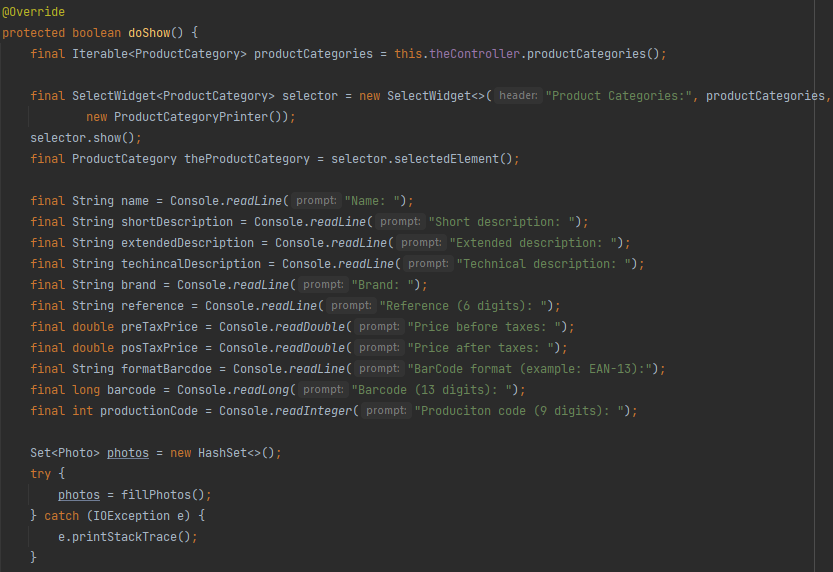 @Override
protected boolean doShow() {
    final Iterable<ProductCategory> productCategories = this.theController.productCategories();
    final SelectWidget<ProductCategory> selector = new SelectWidget<>( header: "Product Categories:", productCategories,
            new ProductCategoryPrinter());
    selector.show();
    final ProductCategory theProductCategory = selector.selectedElement();
    final String name = Console.readLine( prompt: "Name: ");
    final String shortDescription = Console.readLine( prompt: "Short description: ");
    final String extendedDescription = Console.readLine( prompt: "Extended description: ");
    final String techincalDescription = Console.readLine( prompt: "Technical description: ");
    final String brand = Console.readLine( prompt: "Brand: ");
    final String reference = Console.readLine( prompt: "Reference (6 digits): ");
    final double preTaxPrice = Console.readDouble( prompt: "Price before taxes: ");
    final double posTaxPrice = Console.readDouble( prompt: "Price after taxes: ");
    final String formatBarcdoe = Console.readLine( prompt: "BarCode format (example: EAN-13):");
    final long barcode = Console.readLong( prompt: "Barcode (13 digits): ");
    final int productionCode = Console.readInteger( prompt: "Produciton code (9 digits): ");
    Set<Photo> photos = new HashSet<>();
    try {
        photos = fillPhotos();
    } catch (IOException e) {
        e.printStackTrace();
    }